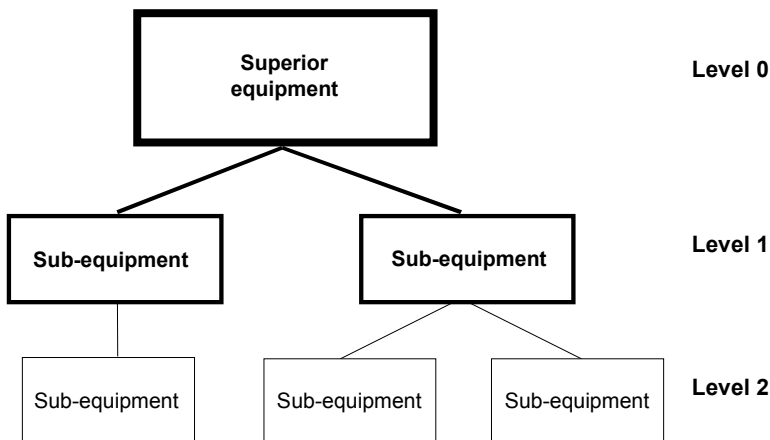 Superior
equipment
Level 0
Sub-equipment
Sub-equipment
Level 1
Sub-equipment
Sub-equipment
Sub-equipment
Level 2